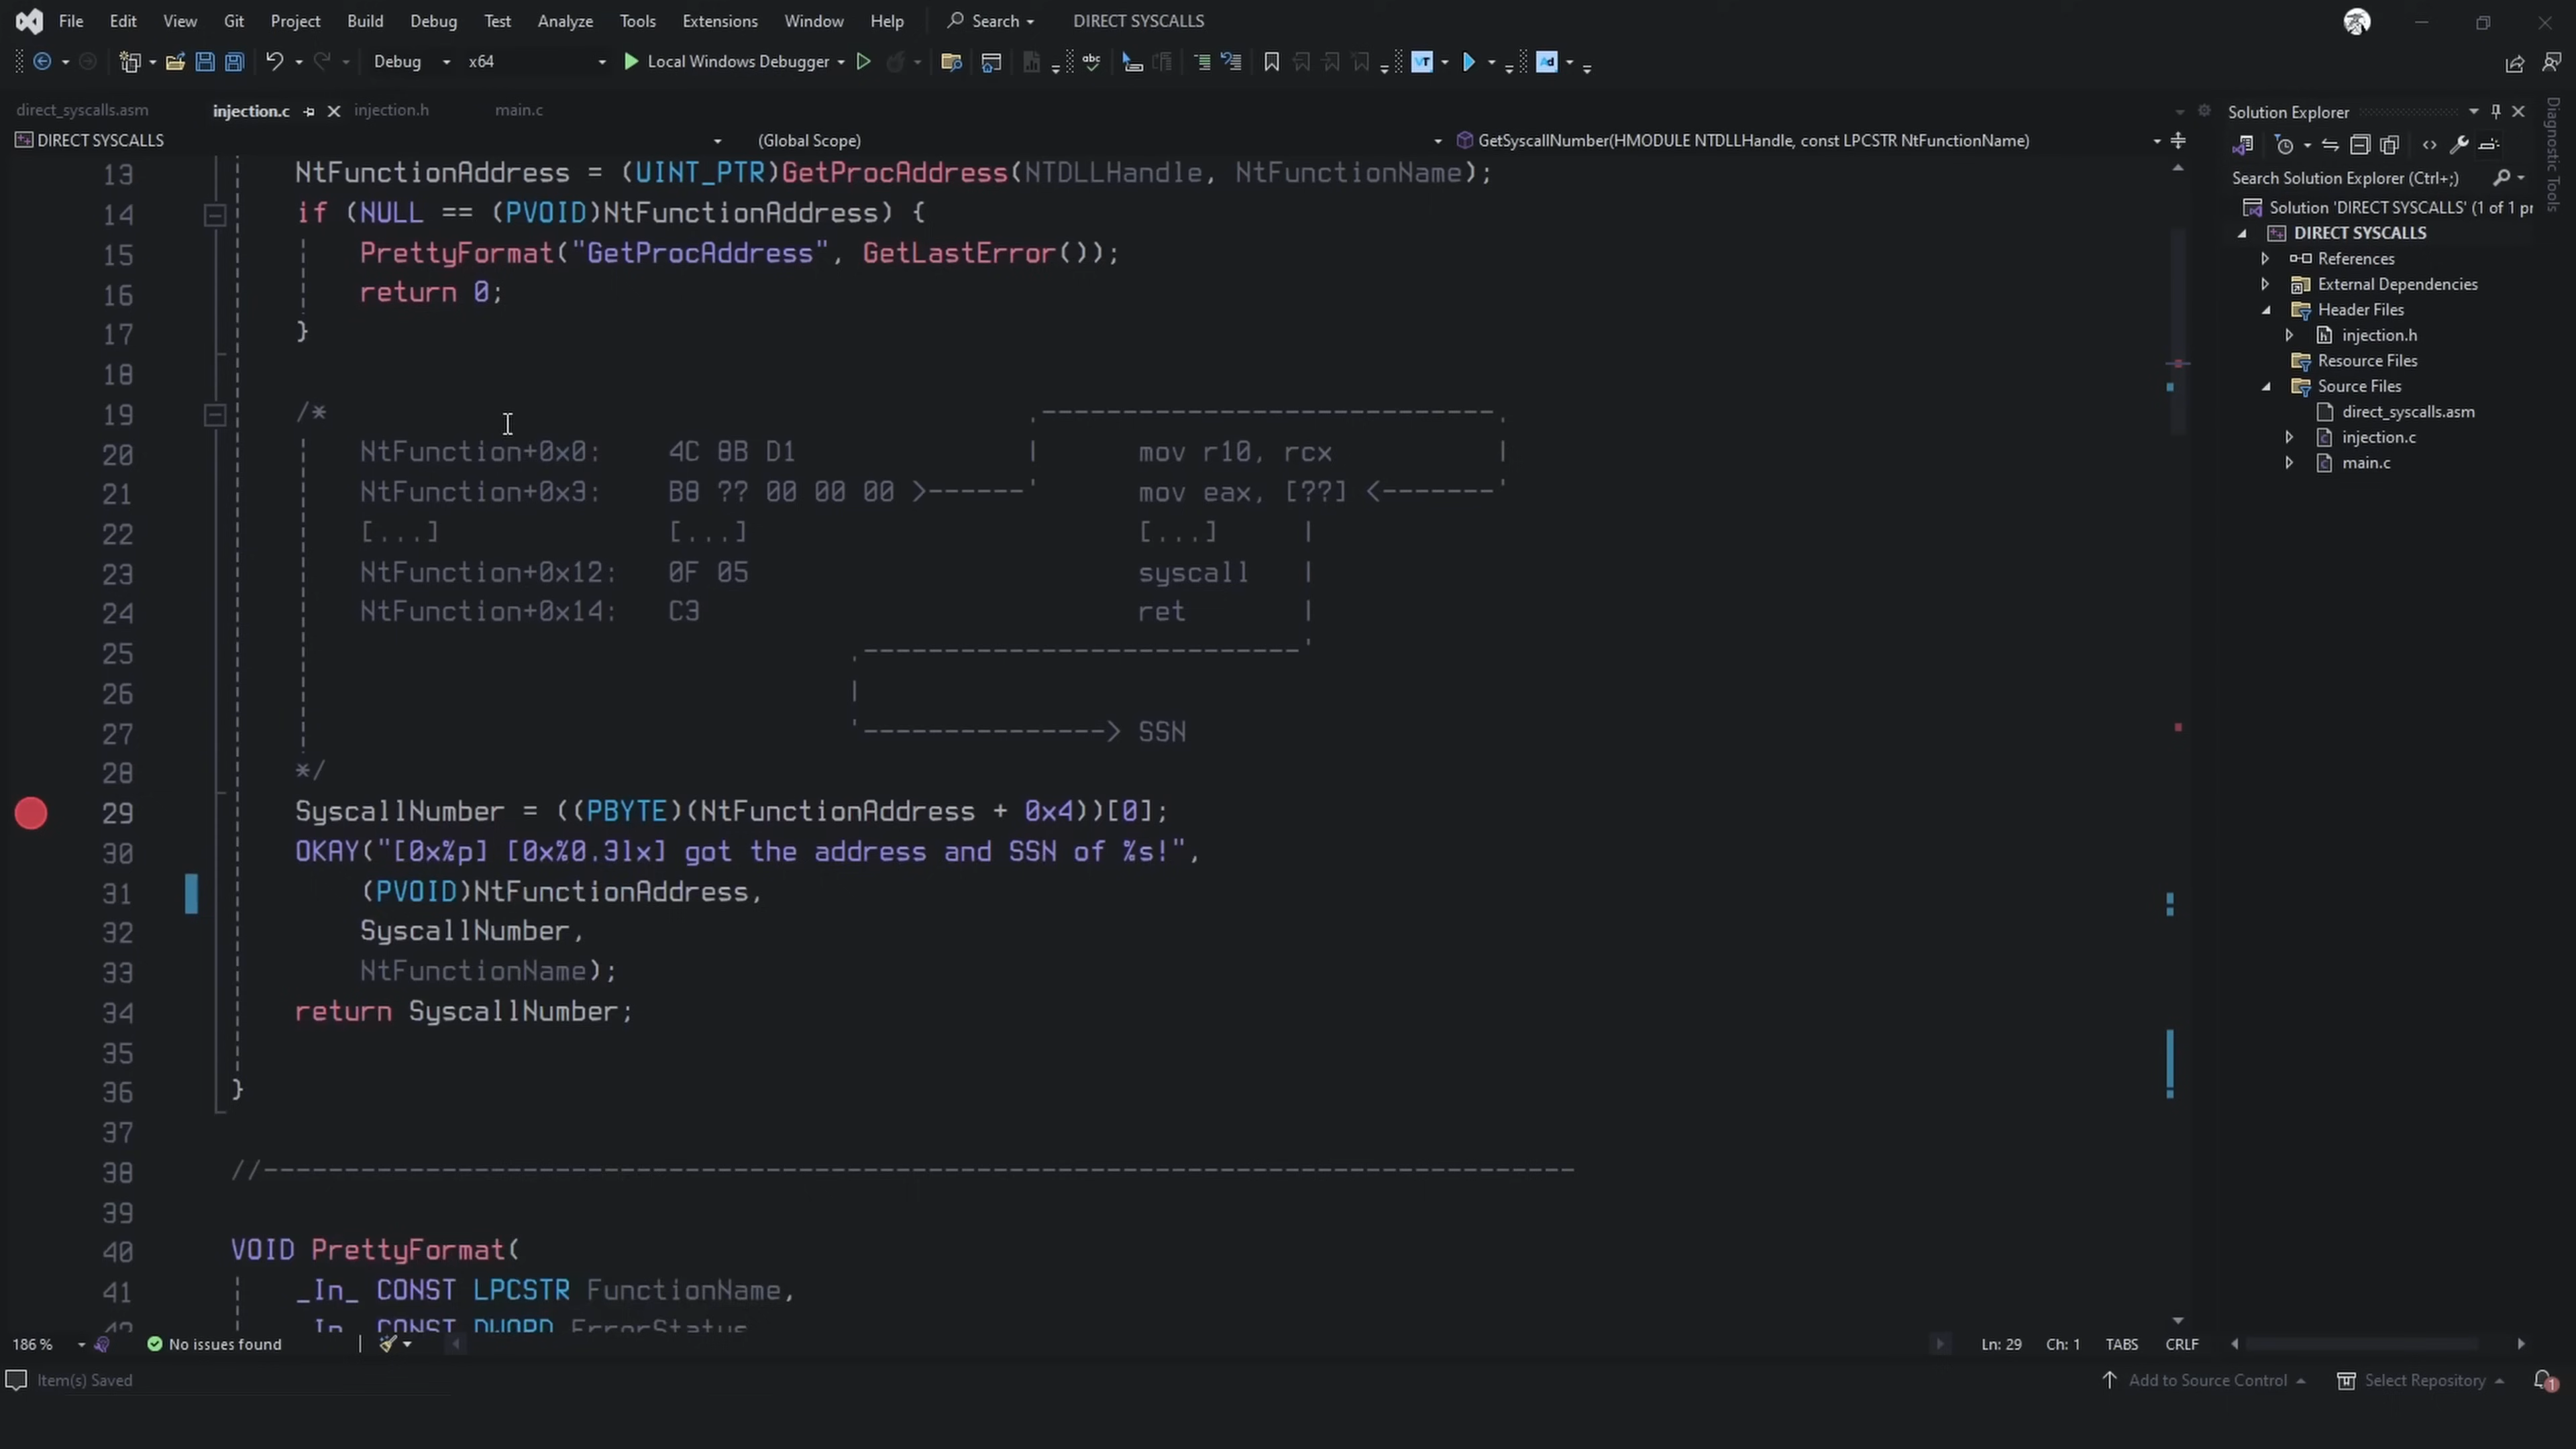 File Edit View Git Project Build Debug Test Analyze Tools Extensions Window Help Search DIRECT SYSCALLS
Debug x64 Local Windows Debugger
direct_syscalls.asm injection.c injection.h main.c
DIRECT SYSCALLS (Global Scope) GetSyscallNumber(HMODULE NTDLLHandle, const LPCSTR NtFunctionName)
13 NtFunctionAddress = (UINT_PTR)GetProcAddress(NTDLLHandle, NtFunctionName);
14 if (NULL == (PVOID)NtFunctionAddress) {
15 PrettyFormat("GetProcAddress", GetLastError());
16 return 0;
17 }
18
19 /* .----------------------------.
20 NtFunction+0x0: 4C 8B D1 | mov r10, rcx |
21 NtFunction+0x3: B8 ?? 00 00 00 >------' mov eax, [??] <-------'
22 [...] [...] [...] |
23 NtFunction+0x12: 0F 05 syscall |
24 NtFunction+0x14: C3 ret |
25 .---------------------------'
26 |
27 '---------------> SSN
28 */
29 SyscallNumber = ((PBYTE)(NtFunctionAddress + 0x4))[0];
30 OKAY("[0x%p] [0x%0.3lx] got the address and SSN of %s!",
31 (PVOID)NtFunctionAddress,
32 SyscallNumber,
33 NtFunctionName);
34 return SyscallNumber;
35
36 }
37
38 //---------------------------------------------------------------------------------
39
40 VOID PrettyFormat(
41 _In_ CONST LPCSTR FunctionName,
42 _In_ CONST DWORD ErrorStatus
186 % No issues found Ln: 29 Ch: 1 TABS CRLF
Item(s) Saved Add to Source Control Select Repository 1
Solution Explorer
Search Solution Explorer (Ctrl+;)
Solution 'DIRECT SYSCALLS' (1 of 1 pr
DIRECT SYSCALLS
References
External Dependencies
Header Files
injection.h
Resource Files
Source Files
direct_syscalls.asm
injection.c
main.c
Diagnostic Tools